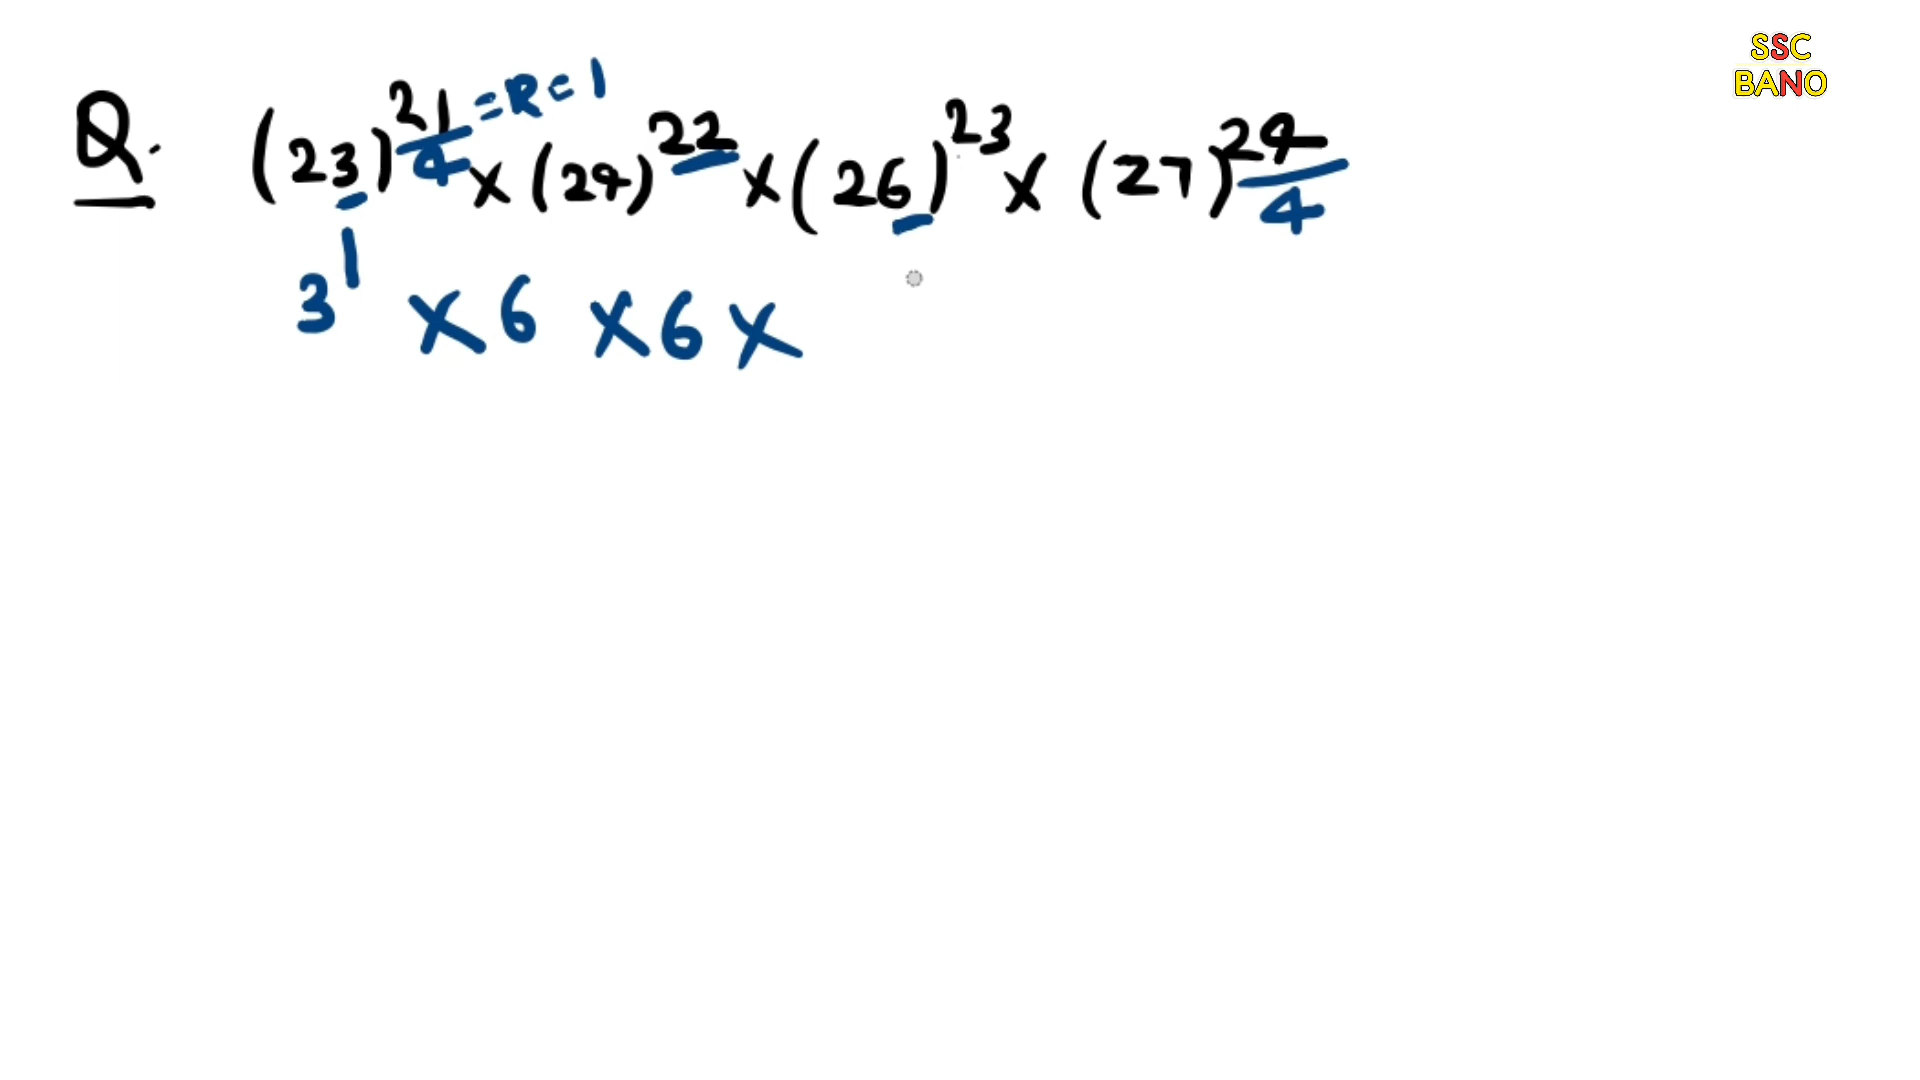 SSC
BANO
Q. (23)^21/4 = R = 1 × (24)^22 × (26)^23 × (27)^24/4
3^1 × 6 × 6 ×